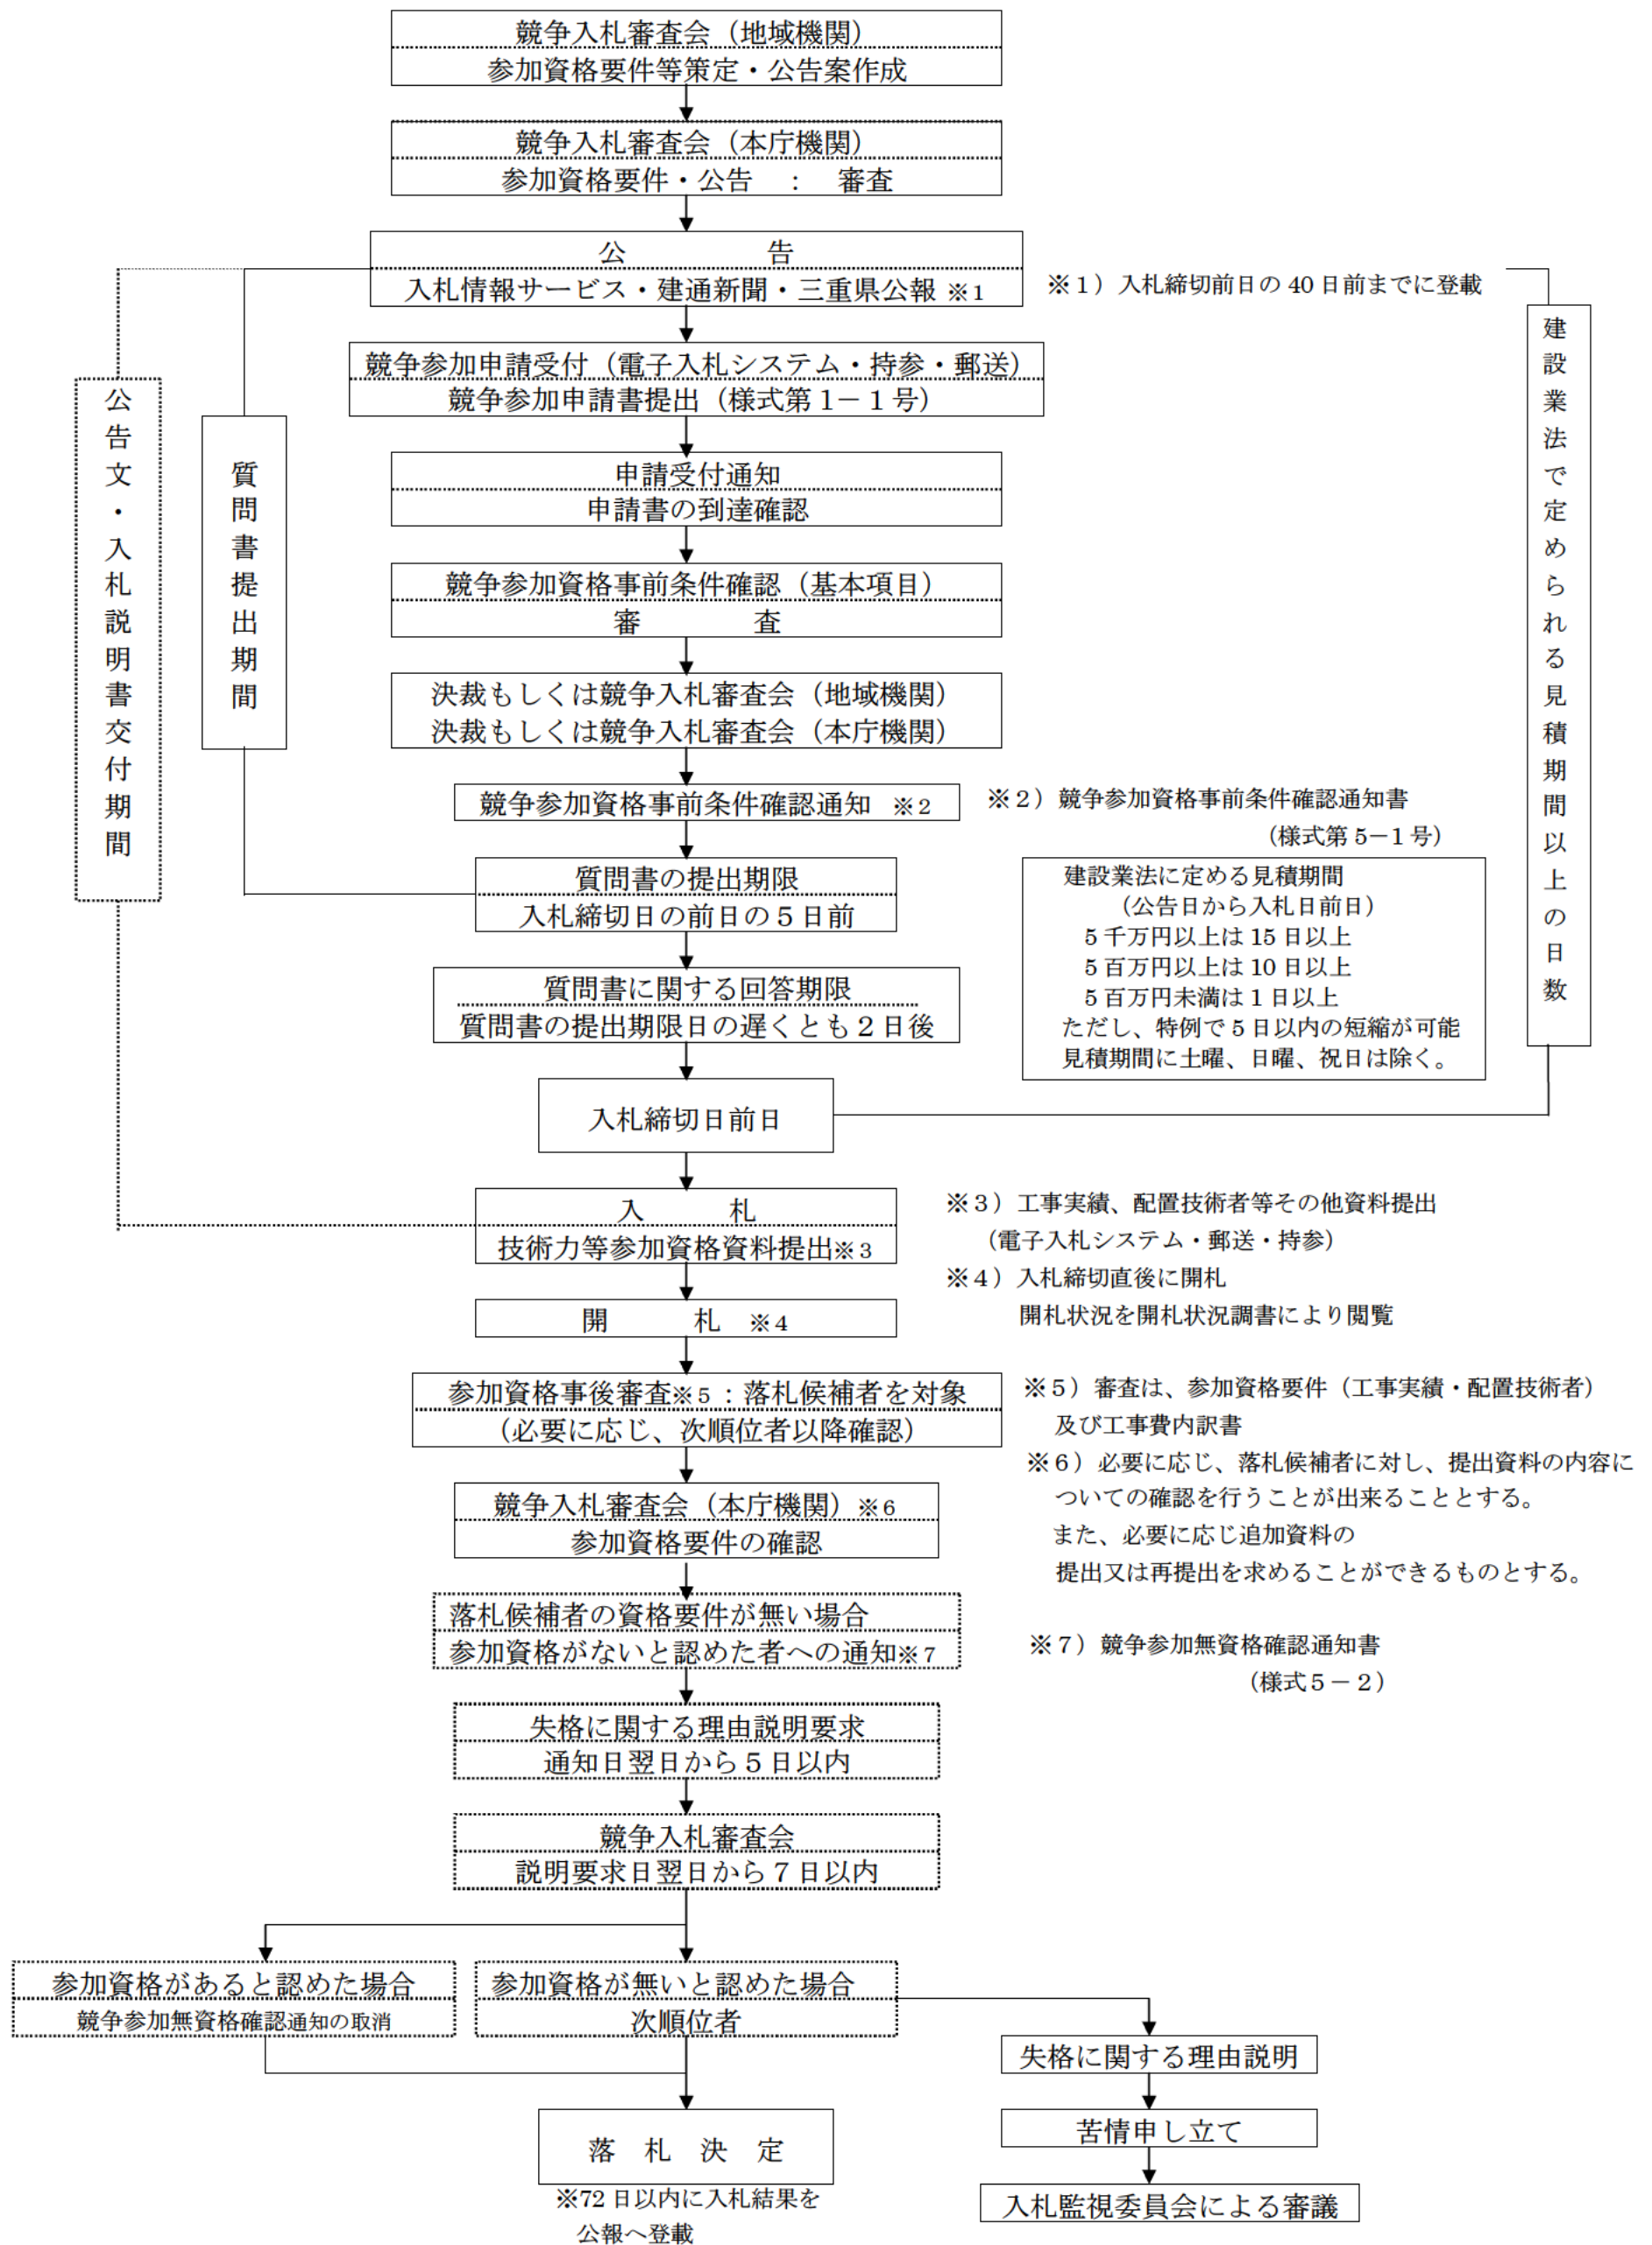 競争入札審査会（地域機関）
参加資格要件等策定・公告案作成
競争入札審査会（本庁機関）
参加資格要件・公告　：　審査
公　　　　　告
入札情報サービス・建通新聞・三重県公報 ※1
※１）入札締切前日の 40 日前までに登載
競争参加申請受付（電子入札システム・持参・郵送）
競争参加申請書提出（様式第１－１号）
申請受付通知
申請書の到達確認
競争参加資格事前条件確認（基本項目）
審　　　　　査
決裁もしくは競争入札審査会（地域機関）
決裁もしくは競争入札審査会（本庁機関）
競争参加資格事前条件確認通知　※2
※２）競争参加資格事前条件確認通知書
（様式第 5－1 号）
質問書の提出期限
入札締切日の前日の５日前
質問書に関する回答期限
質問書の提出期限日の遅くとも２日後
公告文・入札説明書交付期間
質問書提出期間
建設業法で定められる見積期間以上の日数
建設業法に定める見積期間
（公告日から入札日前日）
５千万円以上は 15 日以上
５百万円以上は 10 日以上
５百万円未満は 1 日以上
ただし、特例で 5 日以内の短縮が可能
見積期間に土曜、日曜、祝日は除く。
入札締切日前日
入　　　札
技術力等参加資格資料提出※3
※３）工事実績、配置技術者等その他資料提出
（電子入札システム・郵送・持参）
※４）入札締切直後に開札
開札状況を開札状況調書により閲覧
開　　　札　※4
参加資格事後審査※5：落札候補者を対象
（必要に応じ、次順位者以降確認）
※５）審査は、参加資格要件（工事実績・配置技術者）
及び工事費内訳書
※６）必要に応じ、落札候補者に対し、提出資料の内容に
ついての確認を行うことが出来ることとする。
また、必要に応じ追加資料の
提出又は再提出を求めることができるものとする。
競争入札審査会（本庁機関）※6
参加資格要件の確認
落札候補者の資格要件が無い場合
参加資格がないと認めた者への通知※7
※７）競争参加無資格確認通知書
（様式５－２）
失格に関する理由説明要求
通知日翌日から５日以内
競争入札審査会
説明要求日翌日から７日以内
参加資格があると認めた場合
競争参加無資格確認通知の取消
参加資格が無いと認めた場合
次順位者
失格に関する理由説明
苦情申し立て
入札監視委員会による審議
落　札　決　定
※72 日以内に入札結果を
公報へ登載